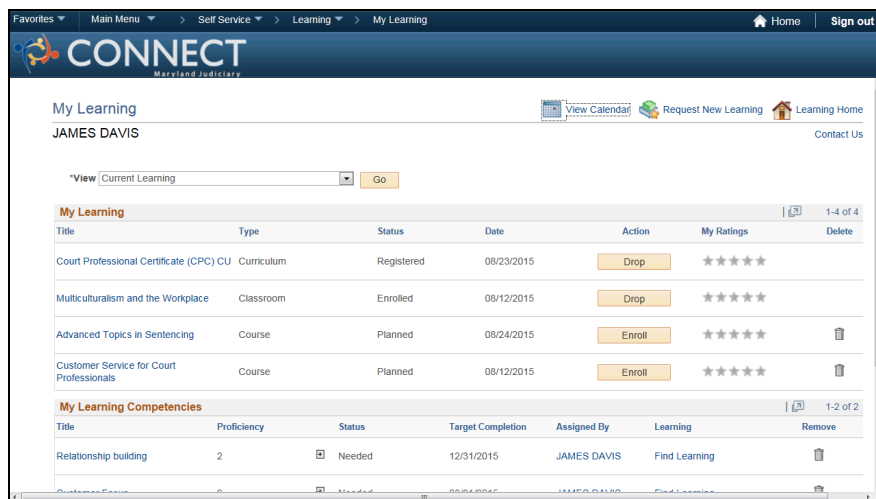 Favorites Main Menu > Self Service > Learning > My Learning Home Sign out
CONNECT
Maryland Judiciary
My Learning View Calendar Request New Learning Learning Home
JAMES DAVIS Contact Us
*View Current Learning Go
My Learning 1-4 of 4
Title Type Status Date Action My Ratings Delete
Court Professional Certificate (CPC) CU Curriculum Registered 08/23/2015 Drop
Multiculturalism and the Workplace Classroom Enrolled 08/12/2015 Drop
Advanced Topics in Sentencing Course Planned 08/24/2015 Enroll
Customer Service for Court
Professionals Course Planned 08/12/2015 Enroll
My Learning Competencies 1-2 of 2
Title Proficiency Status Target Completion Assigned By Learning Remove
Relationship building 2 Needed 12/31/2015 JAMES DAVIS Find Learning